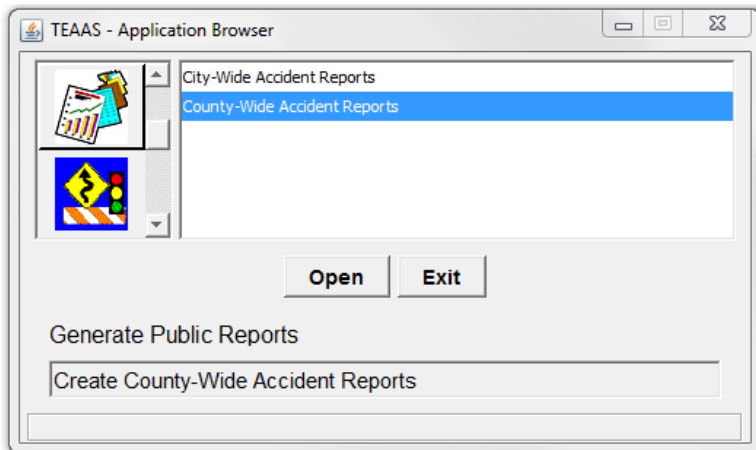 TEAAS - Application Browser
City-Wide Accident Reports
County-Wide Accident Reports
Open Exit
Generate Public Reports
Create County-Wide Accident Reports